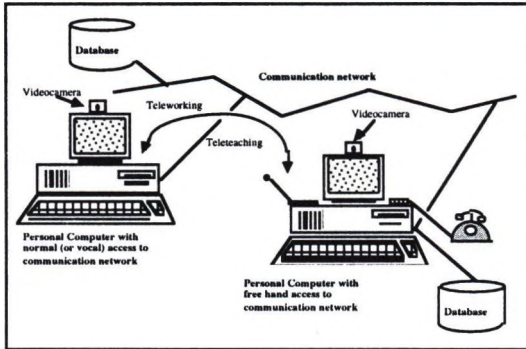 Database
Communication network
Videocamera
Teleworking
Videocamera
Teleteaching
Personal Computer with
normal (or vocal) access to
communication network
Personal Computer with
free hand access to
communication network
Database